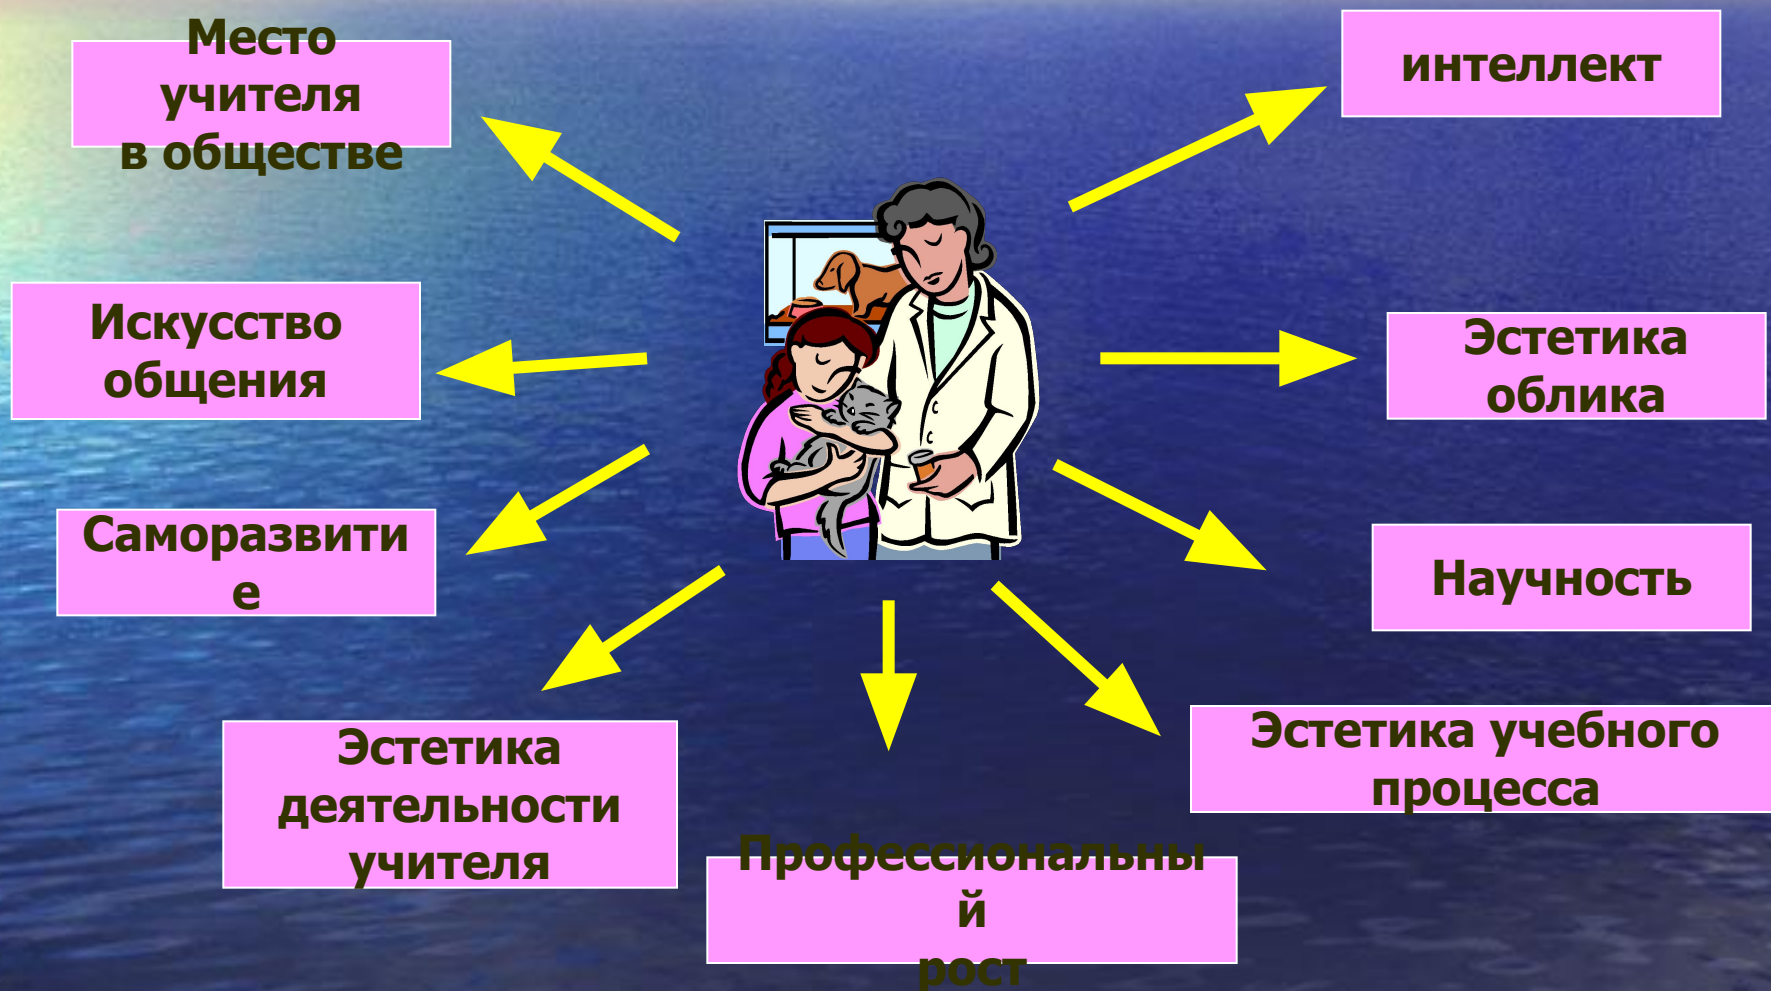 Место
учителя
в обществе
интеллект
Искусство
общения
Эстетика
облика
Саморазвити
е
Научность
Эстетика деятельности
учителя
Эстетика учебного
процесса
Профессиональны
й
рост